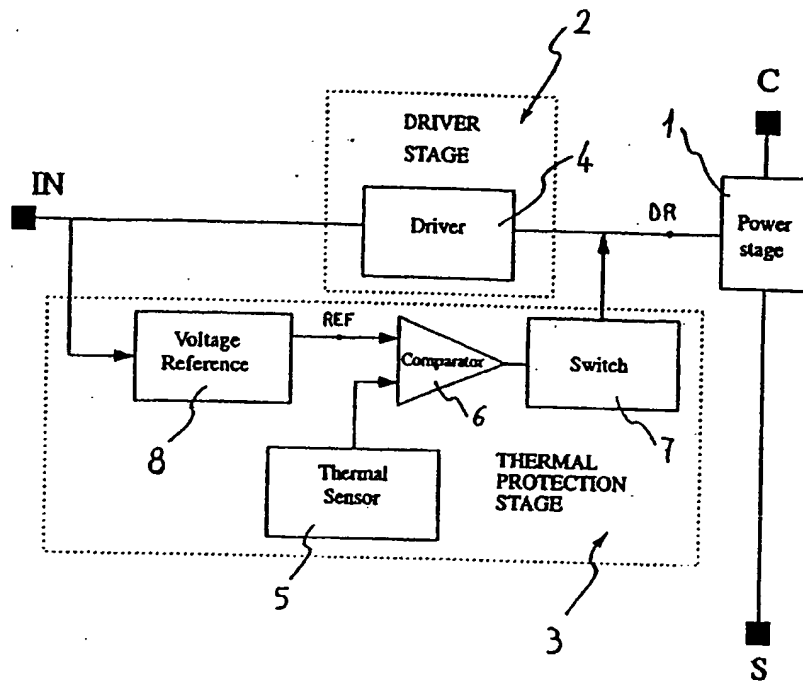 2
C
DRIVER
STAGE
1
4
IN
Driver
DR
Power
stage
Voltage
Reference
REF
Comparator
Switch
8
6
7
Thermal
Sensor
THERMAL
PROTECTION
STAGE
5
3
S